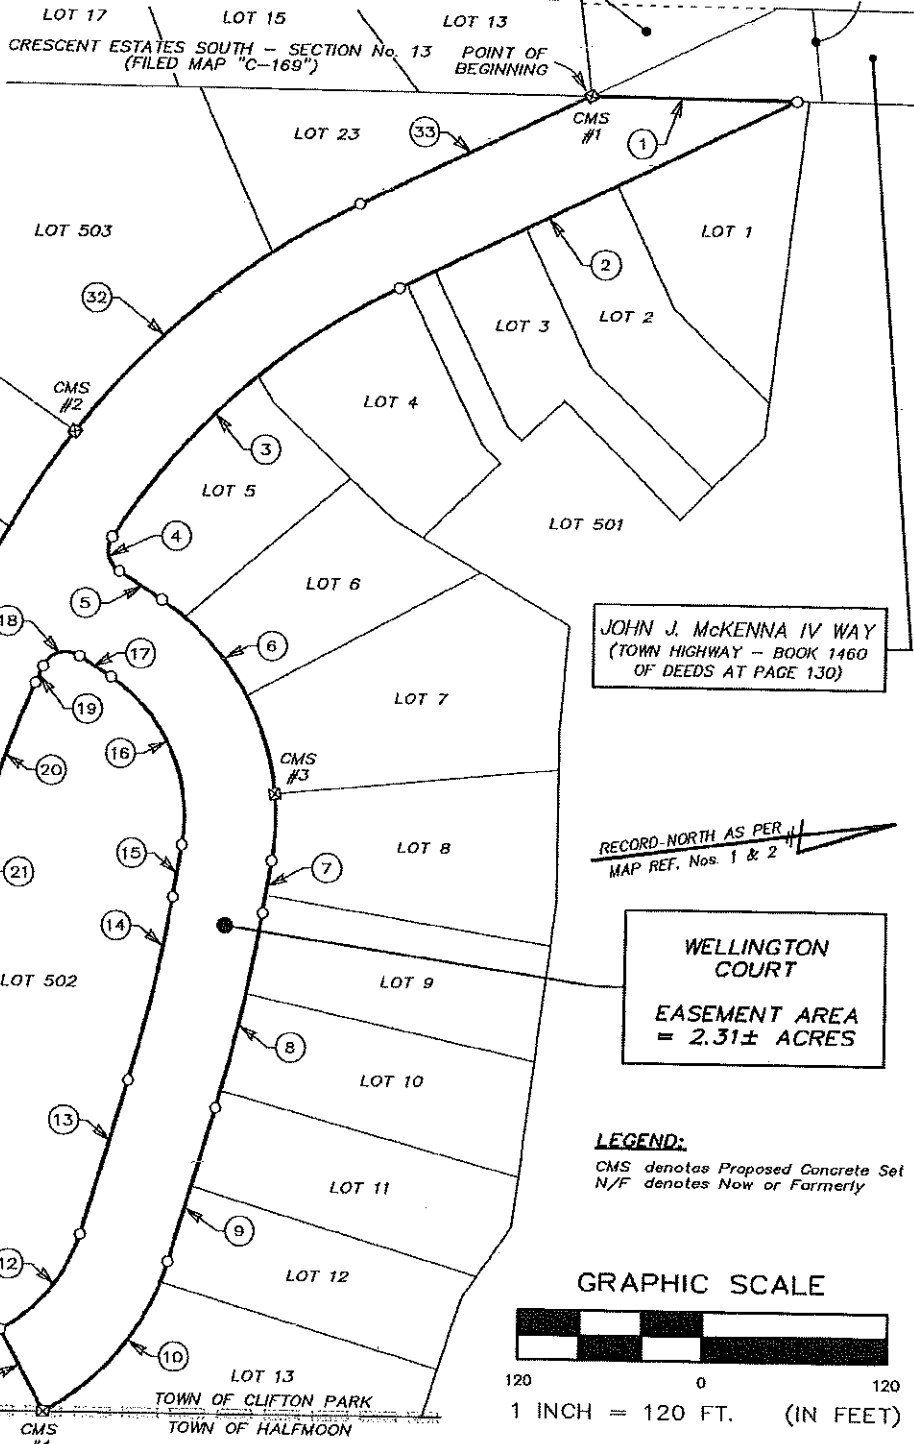 LOT 17
LOT 15
LOT 13
CRESCENT ESTATES SOUTH - SECTION No. 13
(FILED MAP "C-169")
POINT OF
BEGINNING
CMS
#1
1
33
LOT 23
LOT 503
LOT 1
2
32
LOT 3
LOT 2
CMS
#2
LOT 4
3
LOT 5
4
LOT 501
5
LOT 6
18
17
6
JOHN J. McKENNA IV WAY
(TOWN HIGHWAY - BOOK 1460
OF DEEDS AT PAGE 130)
19
LOT 7
16
20
CMS
#3
RECORD-NORTH AS PER
MAP REF. Nos. 1 & 2
15
LOT 8
21
7
14
WELLINGTON
COURT
EASEMENT AREA
= 2.31± ACRES
LOT 502
LOT 9
8
LOT 10
13
LEGEND:
CMS denotes Proposed Concrete Set
N/F denotes Now or Formerly
LOT 11
9
12
LOT 12
GRAPHIC SCALE
10
LOT 13
120 0 120
TOWN OF CLIFTON PARK
1 INCH = 120 FT. (IN FEET)
TOWN OF HALFMOON
CMS